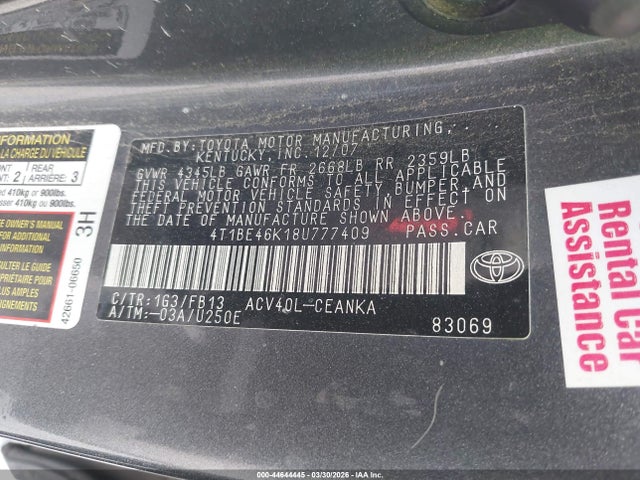 MFD.BY:TOYOTA MOTOR MANUFACTURING,
KENTUCKY,INC.12/07
GVWR 4345LB GAWR FR 2668LB RR 2359LB
THIS VEHICLE CONFORMS TO ALL APPLICABLE
FEDERAL MOTOR VEHICLE SAFETY,BUMPER,AND
THEFT PREVENTION STANDARDS IN EFFECT ON
THE DATE OF MANUFACTURE SHOWN ABOVE.
4T1BE46K18U777409 PASS.CAR
C/TR:1G3/FB13 ACV40L-CEANKA
A/TM:-03A/U250E
83069
TOYOTA
INFORMATION
LA CHARGE DU VÉHICULE
2
REAR
ARRIÈRE: 3
410kg or 900lbs.
410kg ou 900lbs.
OWNER'S MANUAL
ADDITIONAL
INFORMATION
LE GUIDE DU
PLUS AMPLES
RENSEIGNEMENTS
3H
42661-06650
Rental Car
Assistance
IAA -- 44644445 -- 03/30/2026 -- IAA